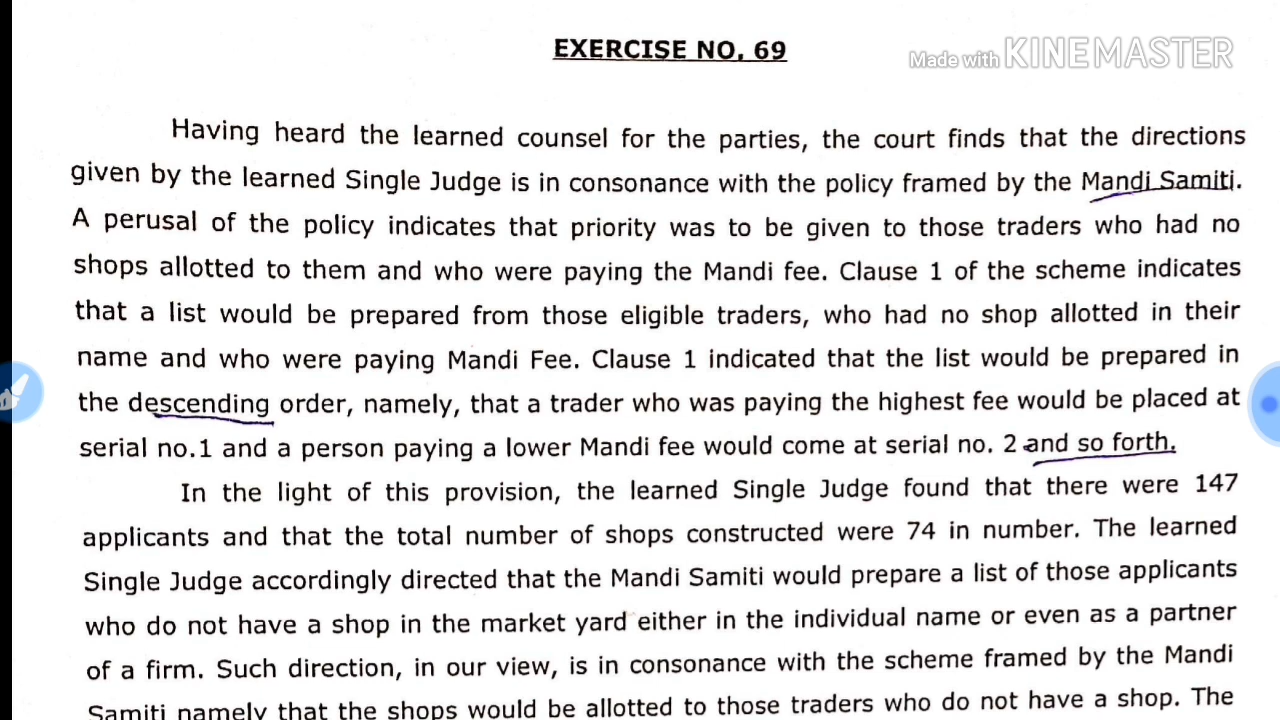 EXERCISE NO. 69
Made with KINEMASTER
Having heard the learned counsel for the parties, the court finds that the directions
given by the learned Single Judge is in consonance with the policy framed by the Mandi Samiti.
A perusal of the policy indicates that priority was to be given to those traders who had no
shops allotted to them and who were paying the Mandi fee. Clause 1 of the scheme indicates
that a list would be prepared from those eligible traders, who had no shop allotted in their
name and who were paying Mandi Fee. Clause 1 indicated that the list would be prepared in
the descending order, namely, that a trader who was paying the highest fee would be placed at
serial no.1 and a person paying a lower Mandi fee would come at serial no. 2 and so forth.
In the light of this provision, the learned Single Judge found that there were 147
applicants and that the total number of shops constructed were 74 in number. The learned
Single Judge accordingly directed that the Mandi Samiti would prepare a list of those applicants
who do not have a shop in the market yard either in the individual name or even as a partner
of a firm. Such direction, in our view, is in consonance with the scheme framed by the Mandi
Samiti namely that the shops would be allotted to those traders who do not have a shop. The